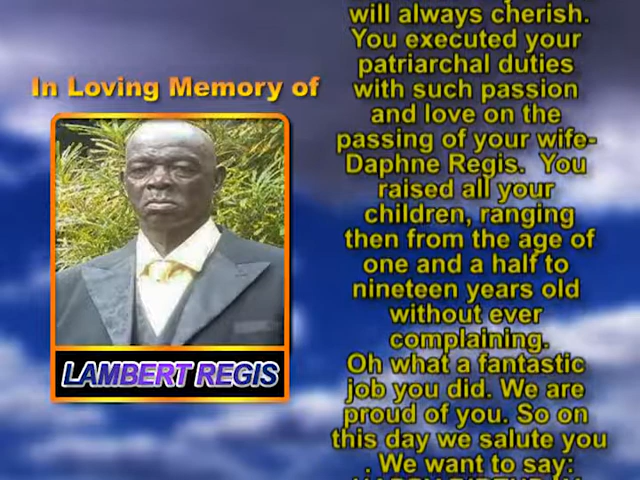 In Loving Memory of
LAMBERT REGIS
will always cherish.
You executed your
patriarchal duties
with such passion
and love on the
passing of your wife-
Daphne Regis. You
raised all your
children, ranging
then from the age of
one and a half to
nineteen years old
without ever
complaining.
Oh what a fantastic
job you did. We are
proud of you. So on
this day we salute you
. We want to say: